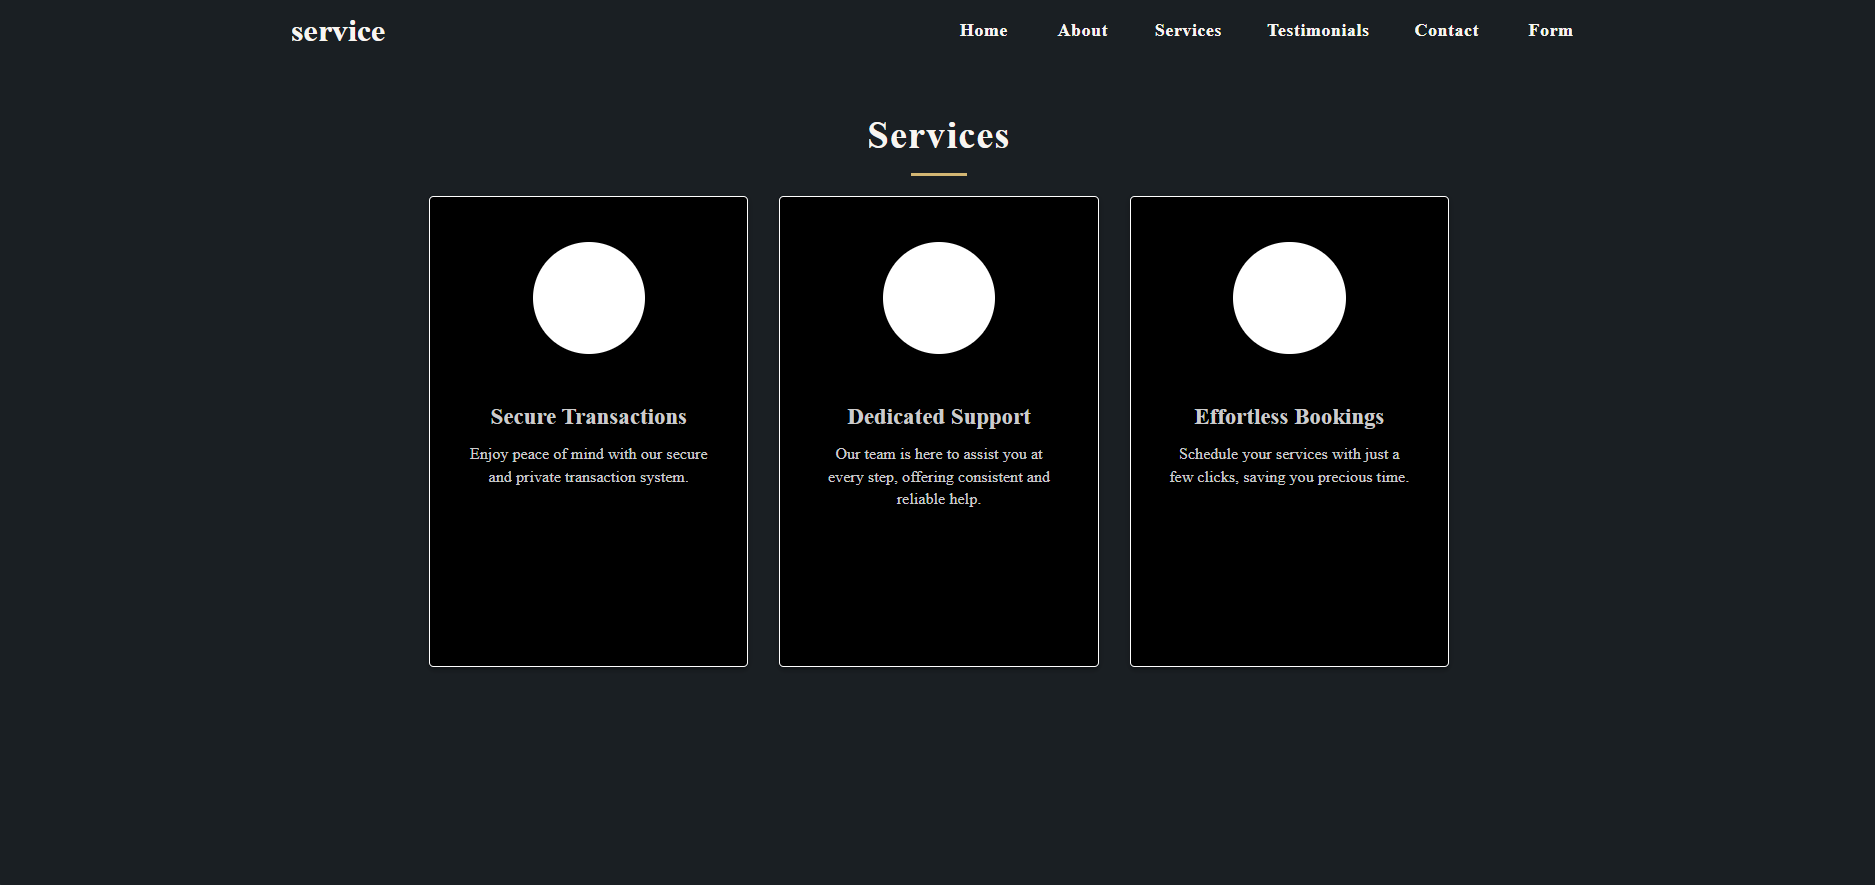 service
Home About Services Testimonials Contact Form
Services
Secure Transactions
Enjoy peace of mind with our secure
and private transaction system.
Dedicated Support
Our team is here to assist you at
every step, offering consistent and
reliable help.
Effortless Bookings
Schedule your services with just a
few clicks, saving you precious time.